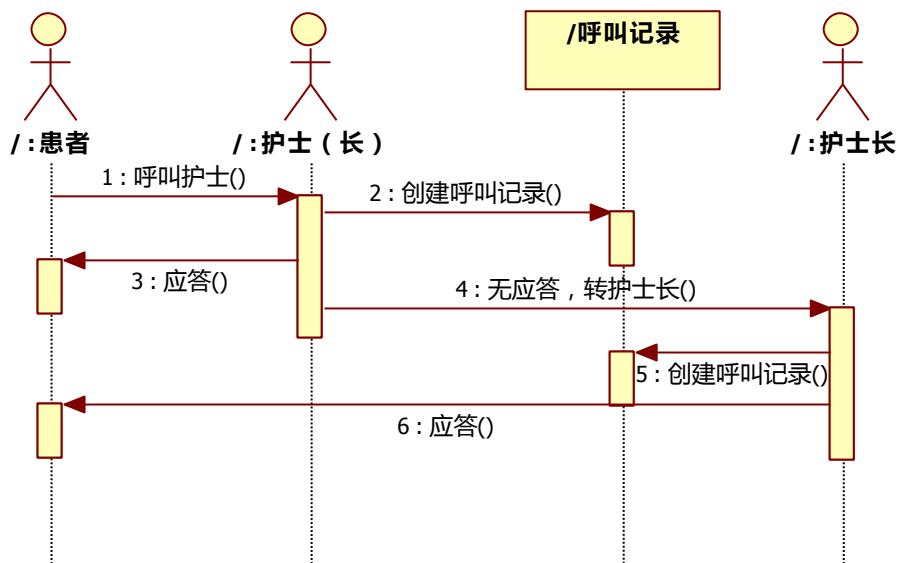 /呼叫记录
/ :患者
/ :护士（长）
/ :护士长
1 : 呼叫护士()
2 : 创建呼叫记录()
3 : 应答()
4 : 无应答，转护士长()
5 : 创建呼叫记录()
6 : 应答()